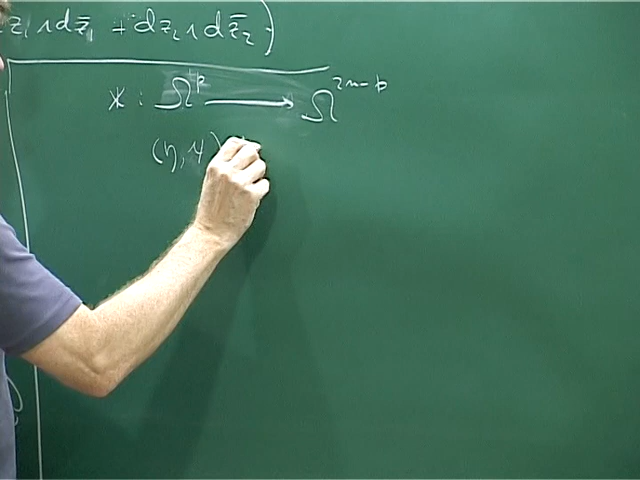 z₁ ∧ dz̄₁ + dz₂ ∧ dz̄₂)
* : Ω^p ⟶ Ω^{2n-p}
(η, ψ)